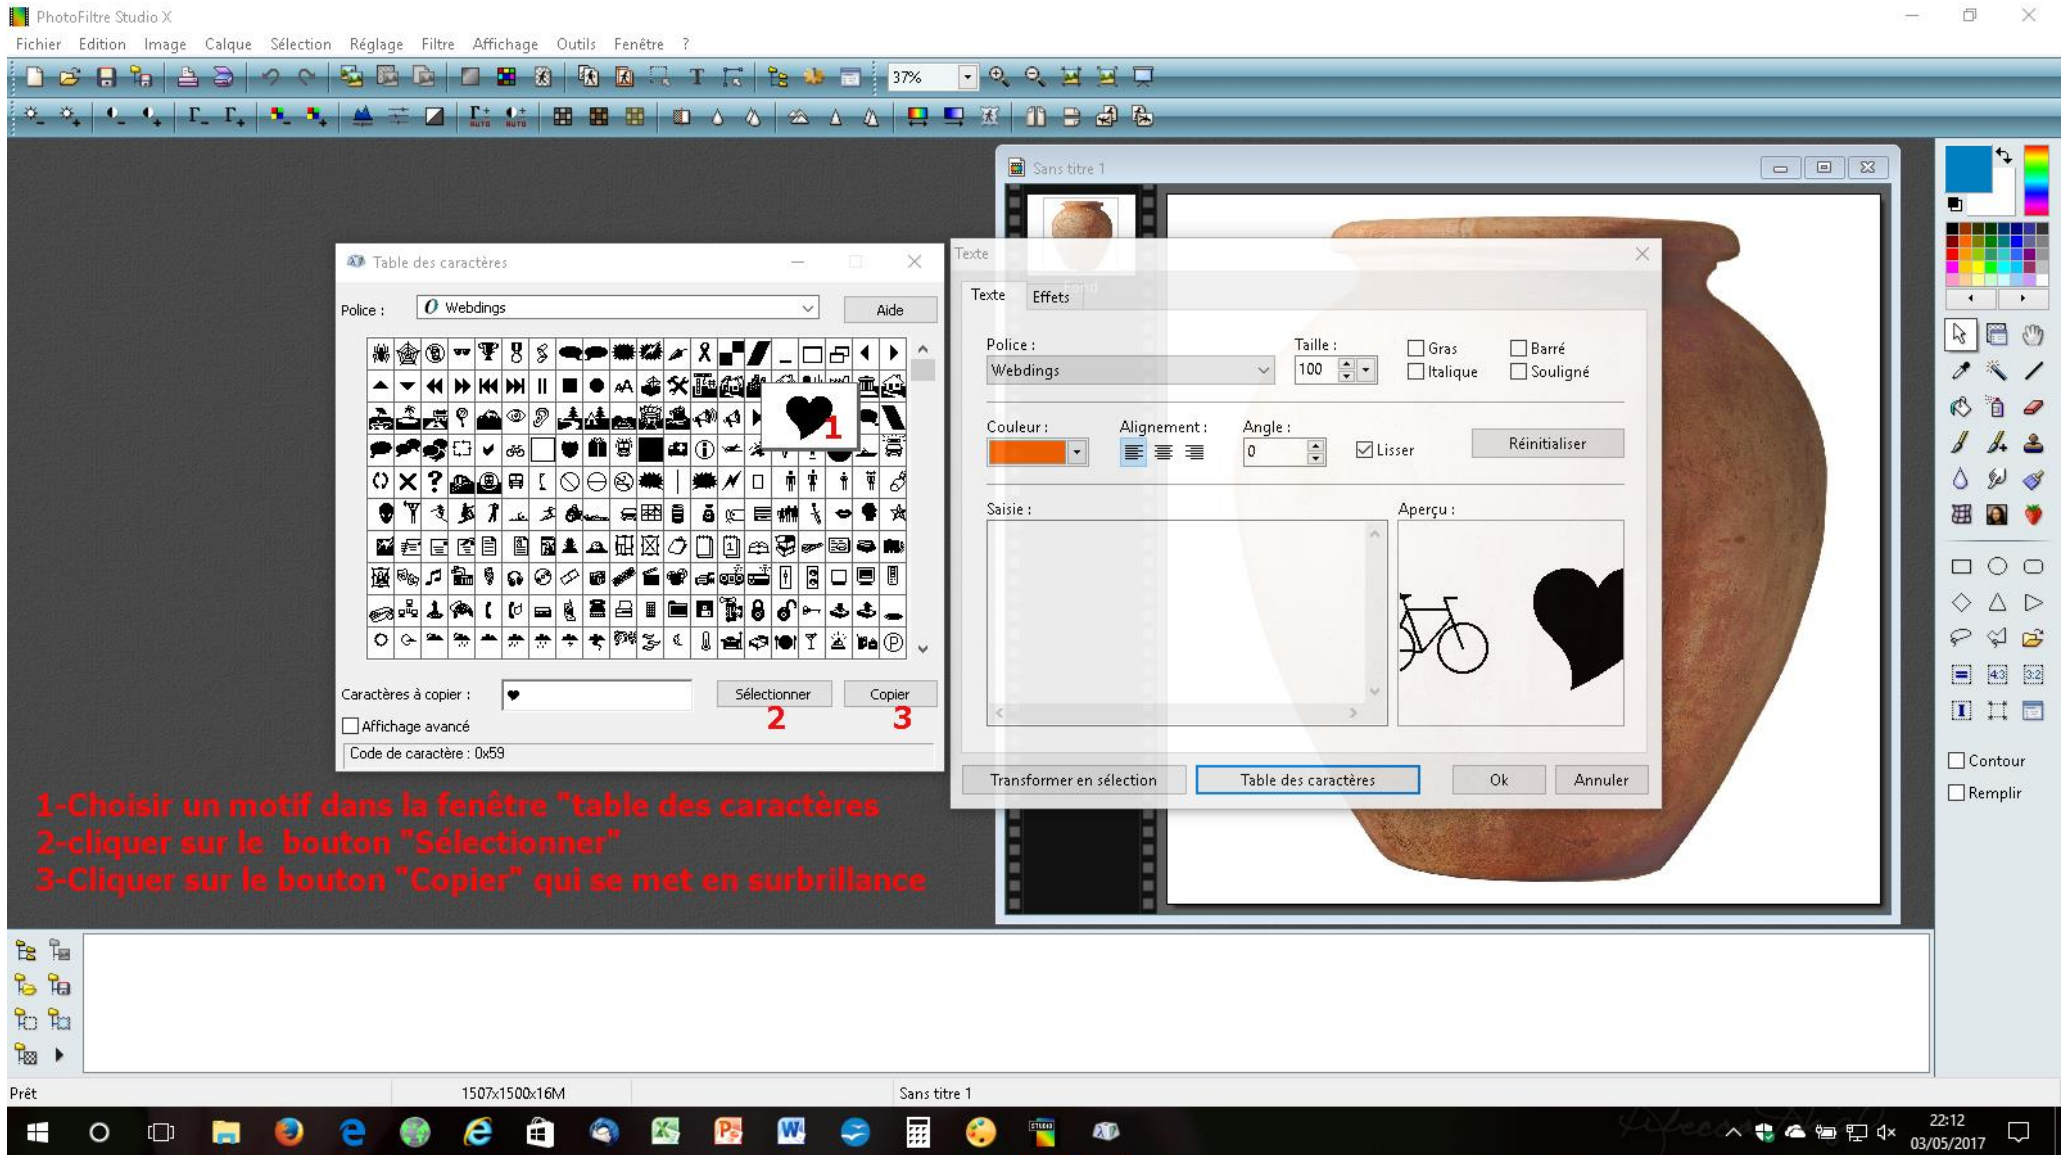 PhotoFiltre Studio X
Fichier Edition Image Calque Sélection Réglage Filtre Affichage Outils Fenêtre ?
37%
Sans titre 1
Table des caractères
Police :
Webdings
Aide
1
Caractères à copier :
Sélectionner
Copier
2
3
Affichage avancé
Code de caractère : 0x59
Texte
Texte
Effets
Police :
Taille :
Webdings
100
Gras
Barré
Italique
Souligné
Couleur :
Alignement :
Angle :
0
Lisser
Réinitialiser
Saisie :
Aperçu :
Transformer en sélection
Table des caractères
Ok
Annuler
1-Choisir un motif dans la fenêtre "table des caractères
2-cliquer sur le bouton "Sélectionner"
3-Cliquer sur le bouton "Copier" qui se met en surbrillance
Contour
Remplir
Prêt
1507x1500x16M
Sans titre 1
22:12
03/05/2017